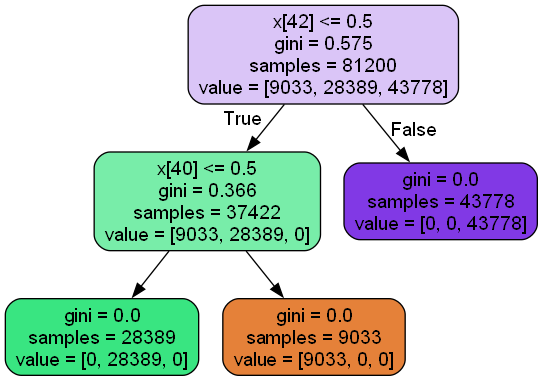 x[42] <= 0.5
gini = 0.575
samples = 81200
value = [9033, 28389, 43778]
True
False
x[40] <= 0.5
gini = 0.366
samples = 37422
value = [9033, 28389, 0]
gini = 0.0
samples = 43778
value = [0, 0, 43778]
gini = 0.0
samples = 28389
value = [0, 28389, 0]
gini = 0.0
samples = 9033
value = [9033, 0, 0]